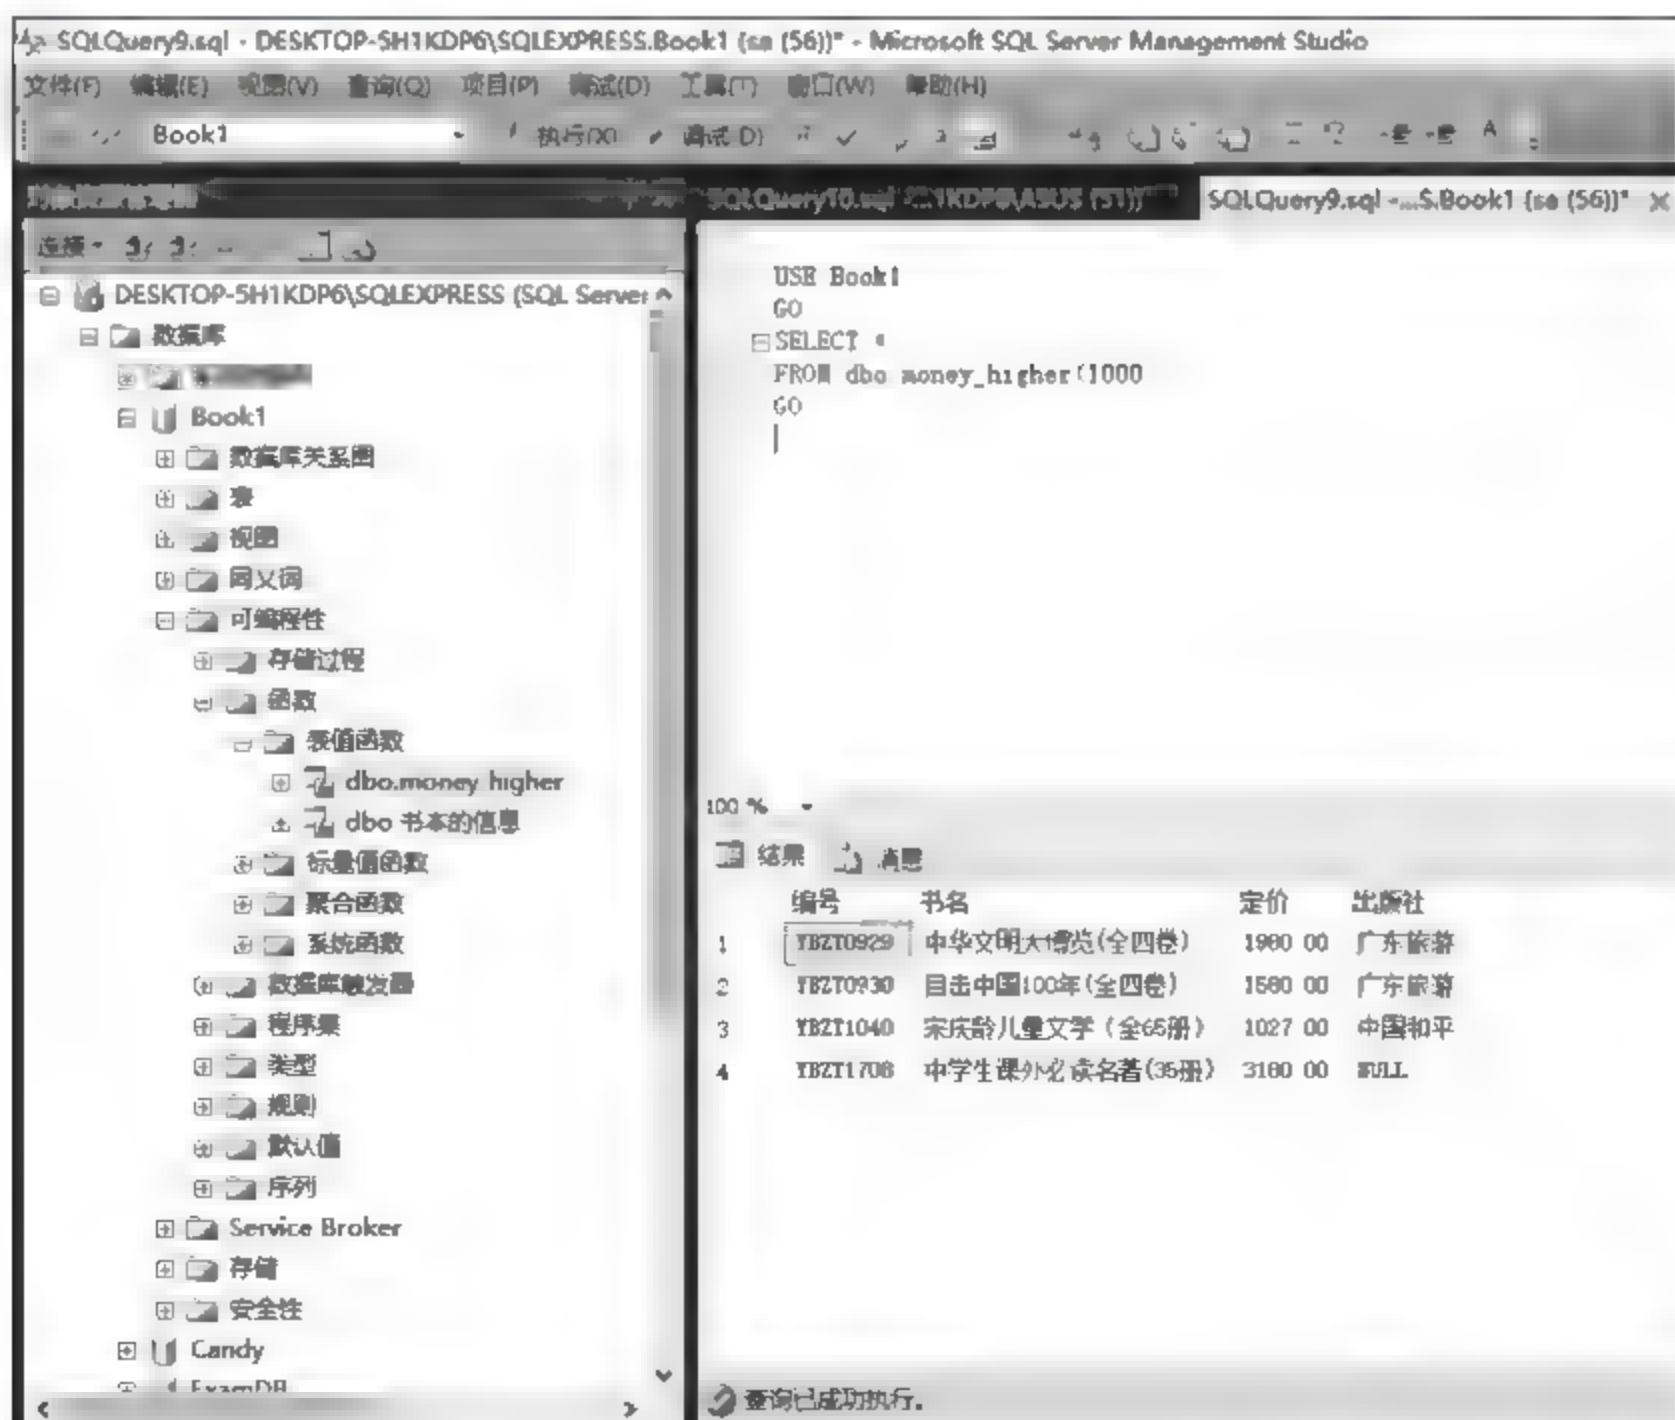 SQLQuery9.sql - DESKTOP-5H1KDP6\SQLEXPRESS.Book1 (sa (56))* - Microsoft SQL Server Management Studio
文件(F) 编辑(E) 视图(V) 查询(Q) 项目(P) 调试(D) 工具(T) 窗口(W) 帮助(H)
Book1 执行(X) 调试(D)
SQLQuery10.sql 1KDP6\ASUS (51))* SQLQuery9.sql -...S.Book1 (sa (56))*
连接
DESKTOP-5H1KDP6\SQLEXPRESS (SQL Server
数据库
Book1
数据库关系图
表
视图
同义词
可编程性
存储过程
函数
表值函数
dbo.money higher
dbo 书本的信息
标量值函数
聚合函数
系统函数
数据库触发器
程序集
类型
规则
默认值
序列
Service Broker
存储
安全性
Candy
ExamDB
USE Book1
GO
SELECT *
FROM dbo money_higher(1000
GO
100 %
结果 消息
编号 书名 定价 出版社
1 YBZT0929 中华文明大博览(全四卷) 1980 00 广东旅游
2 YBZT0930 目击中国100年(全四卷) 1580 00 广东旅游
3 YBZT1040 宋庆龄儿童文学(全65册) 1027 00 中国和平
4 YBZT1708 中学生课外必读名著(35册) 3180 00 NULL
查询已成功执行。